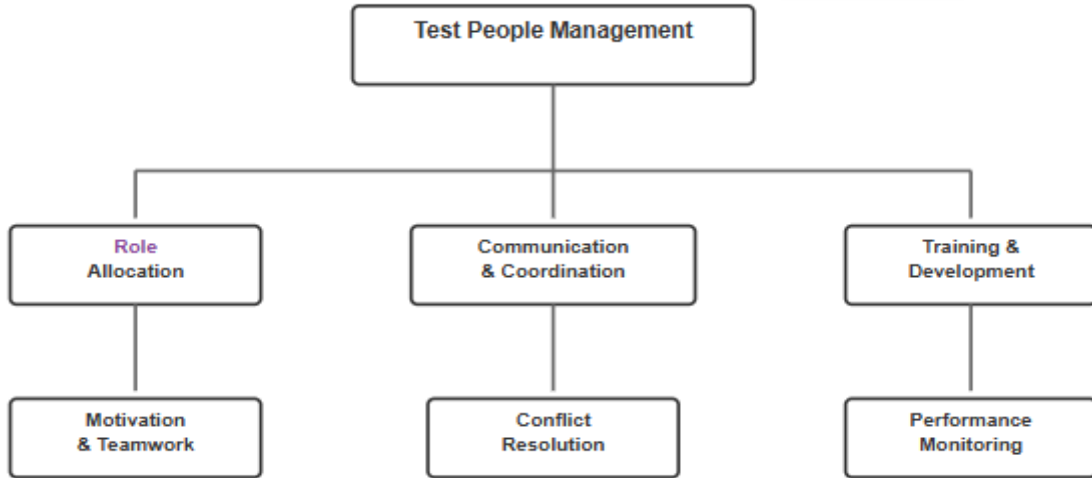 Test People Management
Role
Allocation
Communication
& Coordination
Training &
Development
Motivation
& Teamwork
Conflict
Resolution
Performance
Monitoring